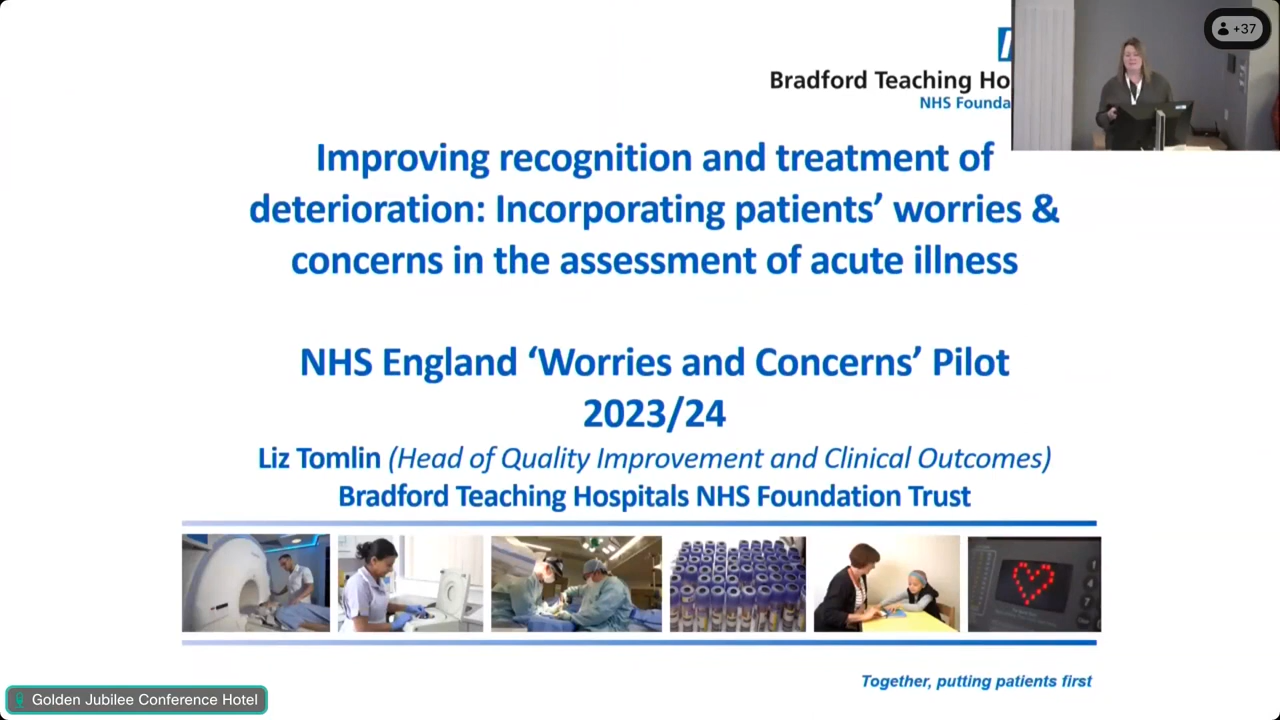 +37
Bradford Teaching Ho
NHS Founda
Improving recognition and treatment of
deterioration: Incorporating patients’ worries &
concerns in the assessment of acute illness
NHS England ‘Worries and Concerns’ Pilot
2023/24
Liz Tomlin (Head of Quality Improvement and Clinical Outcomes)
Bradford Teaching Hospitals NHS Foundation Trust
Together, putting patients first
Golden Jubilee Conference Hotel